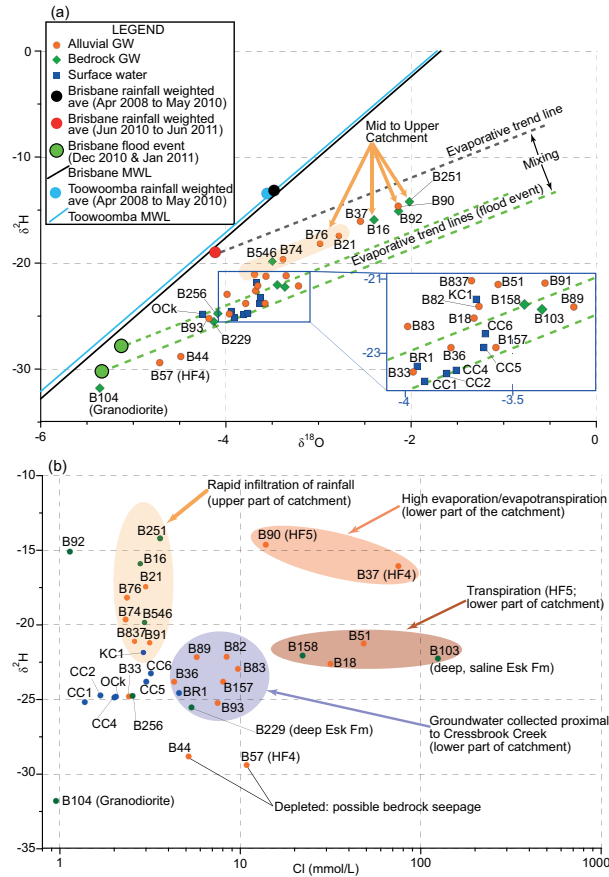 (a)
LEGEND
Alluvial GW
Bedrock GW
Surface water
Brisbane rainfall weighted
ave (Apr 2008 to May 2010)
Brisbane rainfall weighted
ave (Jun 2010 to Jun 2011)
Brisbane flood event
(Dec 2010 & Jan 2011)
Brisbane MWL
Toowoomba rainfall weighted
ave (Apr 2008 to May 2010)
Toowoomba MWL
0
-5
-10
-15
-20
-25
-30
-35
δ²H
-6
-5
-4
-3
-2
-1
0
δ¹⁸O
Mid to Upper
Catchment
Evaporative trend line
Mixing
Evaporative trend lines (flood event)
B251
B90
B92
B37
B16
B76
B21
B74
B546
B256
OCk
B93
B229
B44
B57 (HF4)
B104
(Granodiorite)
-21
-23
-4
-3.5
B837
B51
B91
KC1
B82
B158
B89
B18
B103
B83
CC6
B36
B157
BR1
CC5
B33
CC4
CC1
CC2
(b)
-10
-15
-20
-25
-30
-35
δ²H
1
10
100
1000
Cl (mmol/L)
Rapid infiltration of rainfall
(upper part of catchment)
High evaporation/evapotranspiration
(lower part of the catchment)
B92
B251
B16
B21
B76
B74
B546
B837
B91
KC1
B90 (HF5)
B37 (HF4)
Transpiration (HF5;
lower part of catchment)
B51
B158
B18
B103
(deep, saline Esk Fm)
CC2
B33
CC6
OCk
CC1
CC5
CC4
B256
B89
B82
B83
B36
BR1
B157
B93
B229 (deep Esk Fm)
Groundwater collected proximal
to Cressbrook Creek
(lower part of catchment)
B44
B57 (HF4)
Depleted: possible bedrock seepage
B104 (Granodiorite)